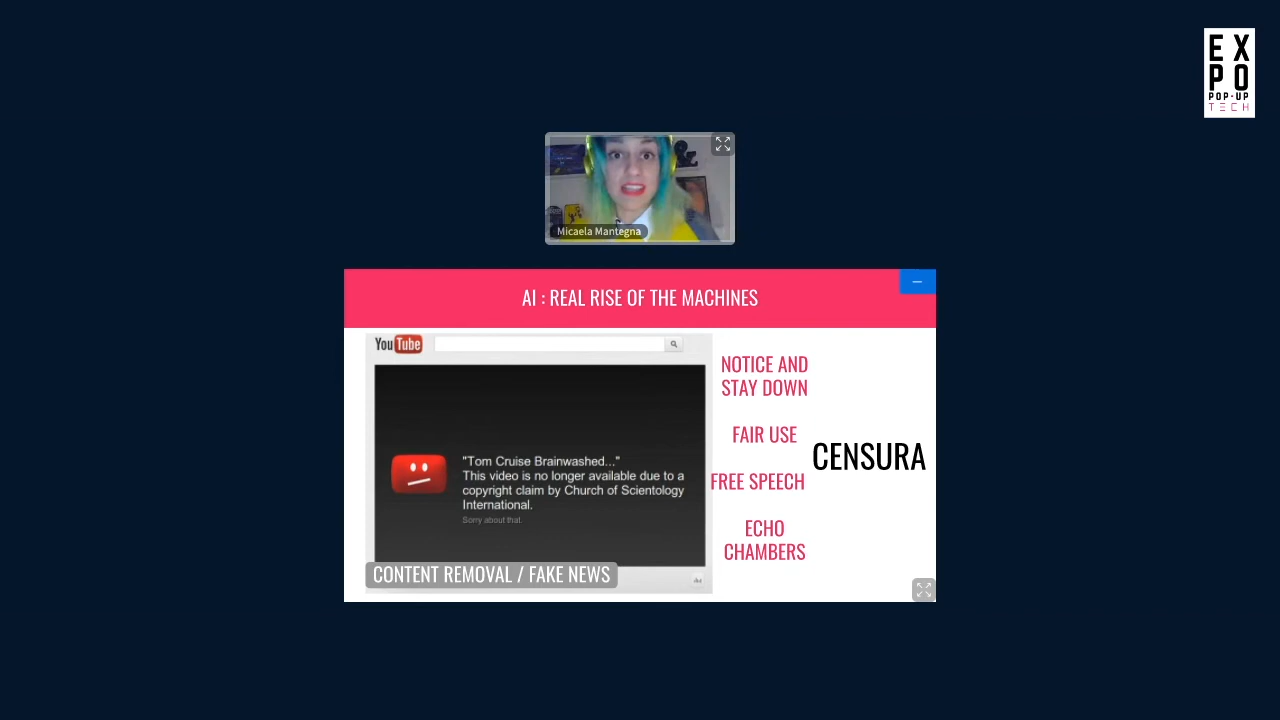 EX
PO
POP-UP
TECH
Micaela Mantegna
AI : REAL RISE OF THE MACHINES
YouTube
"Tom Cruise Brainwashed..."
This video is no longer available due to a
copyright claim by Church of Scientology
International.
Sorry about that.
CONTENT REMOVAL / FAKE NEWS
NOTICE AND
STAY DOWN
FAIR USE
FREE SPEECH
ECHO
CHAMBERS
CENSURA